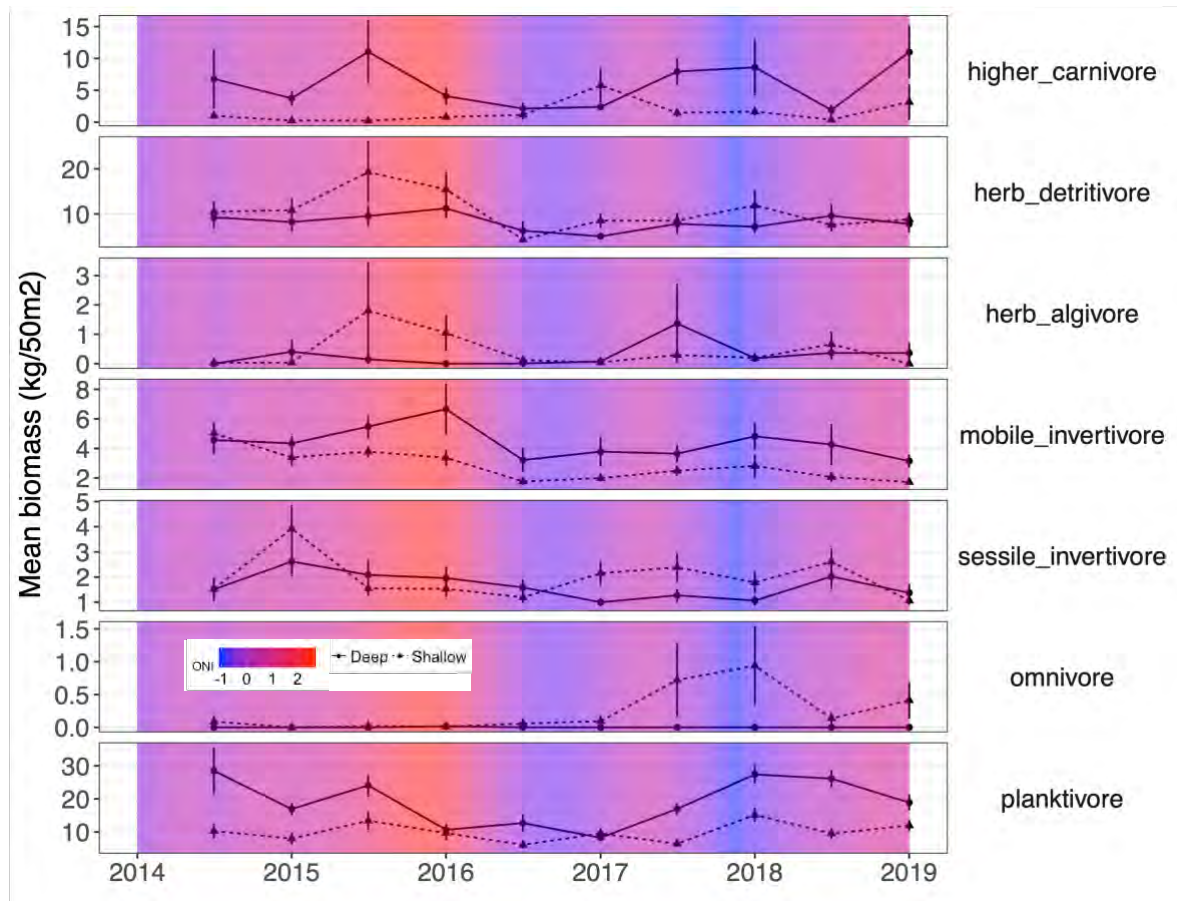 15
10
5
0
higher_carnivore
20
10
herb_detritivore
3
2
1
0
herb_algivore
8
6
4
2
mobile_invertivore
5
4
3
2
1
sessile_invertivore
1.5
1.0
0.5
0.0
ONI
-1 0 1 2
Deep Shallow
omnivore
30
20
10
planktivore
Mean biomass (kg/50m2)
2014 2015 2016 2017 2018 2019